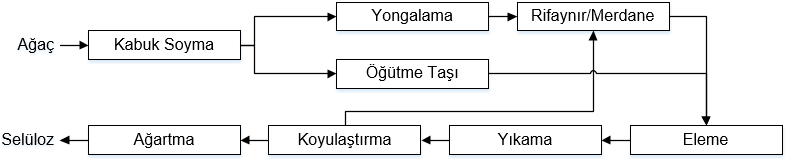 Yongalama
Rifaynır/Merdane
Ağaç
Kabuk Soyma
Öğütme Taşı
Selüloz
Ağartma
Koyulaştırma
Yıkama
Eleme